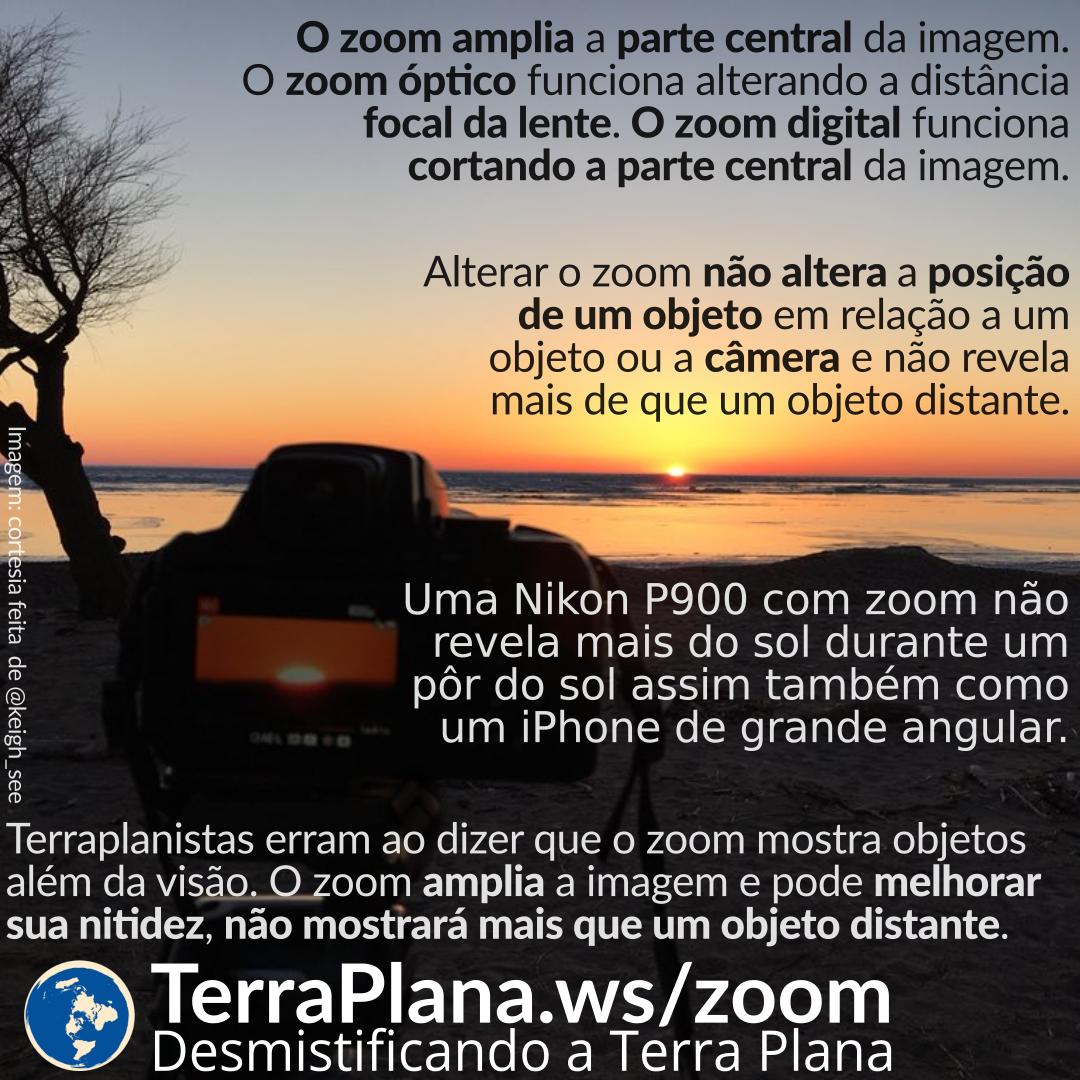 O zoom amplia a parte central da imagem.
O zoom óptico funciona alterando a distância
focal da lente. O zoom digital funciona
cortando a parte central da imagem.
Alterar o zoom não altera a posição
de um objeto em relação a um
objeto ou a câmera e não revela
mais de que um objeto distante.
Imagem: cortesia feita de @keigh_see
Uma Nikon P900 com zoom não
revela mais do sol durante um
pôr do sol assim também como
um iPhone de grande angular.
Terraplanistas erram ao dizer que o zoom mostra objetos
além da visão. O zoom amplia a imagem e pode melhorar
sua nitidez, não mostrará mais que um objeto distante.
TerraPlana.ws/zoom
Desmistificando a Terra Plana